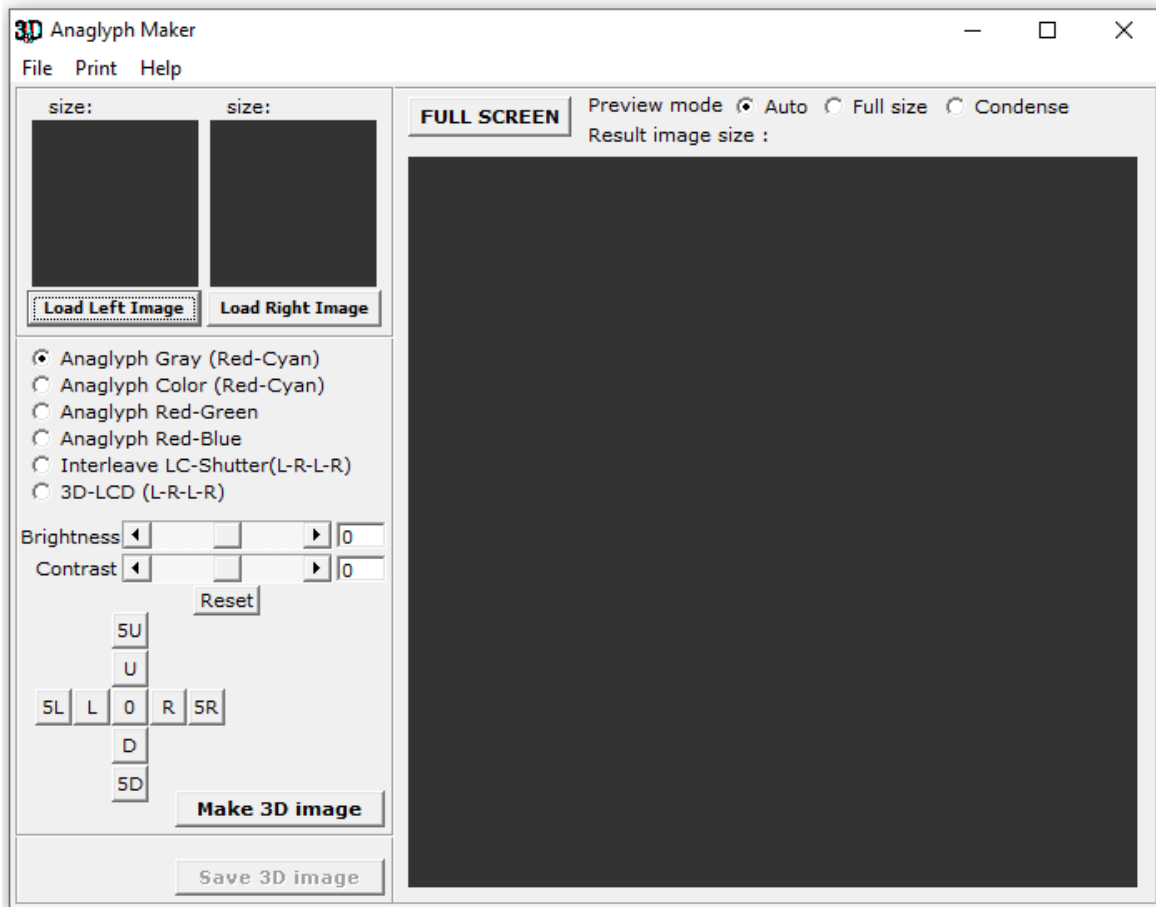 3D Anaglyph Maker
File Print Help
size: size:
Load Left Image Load Right Image
FULL SCREEN
Preview mode Auto Full size Condense
Result image size :
Anaglyph Gray (Red-Cyan)
Anaglyph Color (Red-Cyan)
Anaglyph Red-Green
Anaglyph Red-Blue
Interleave LC-Shutter(L-R-L-R)
3D-LCD (L-R-L-R)
Brightness 0
Contrast 0
Reset
5U
U
5L L 0 R 5R
D
5D
Make 3D image
Save 3D image